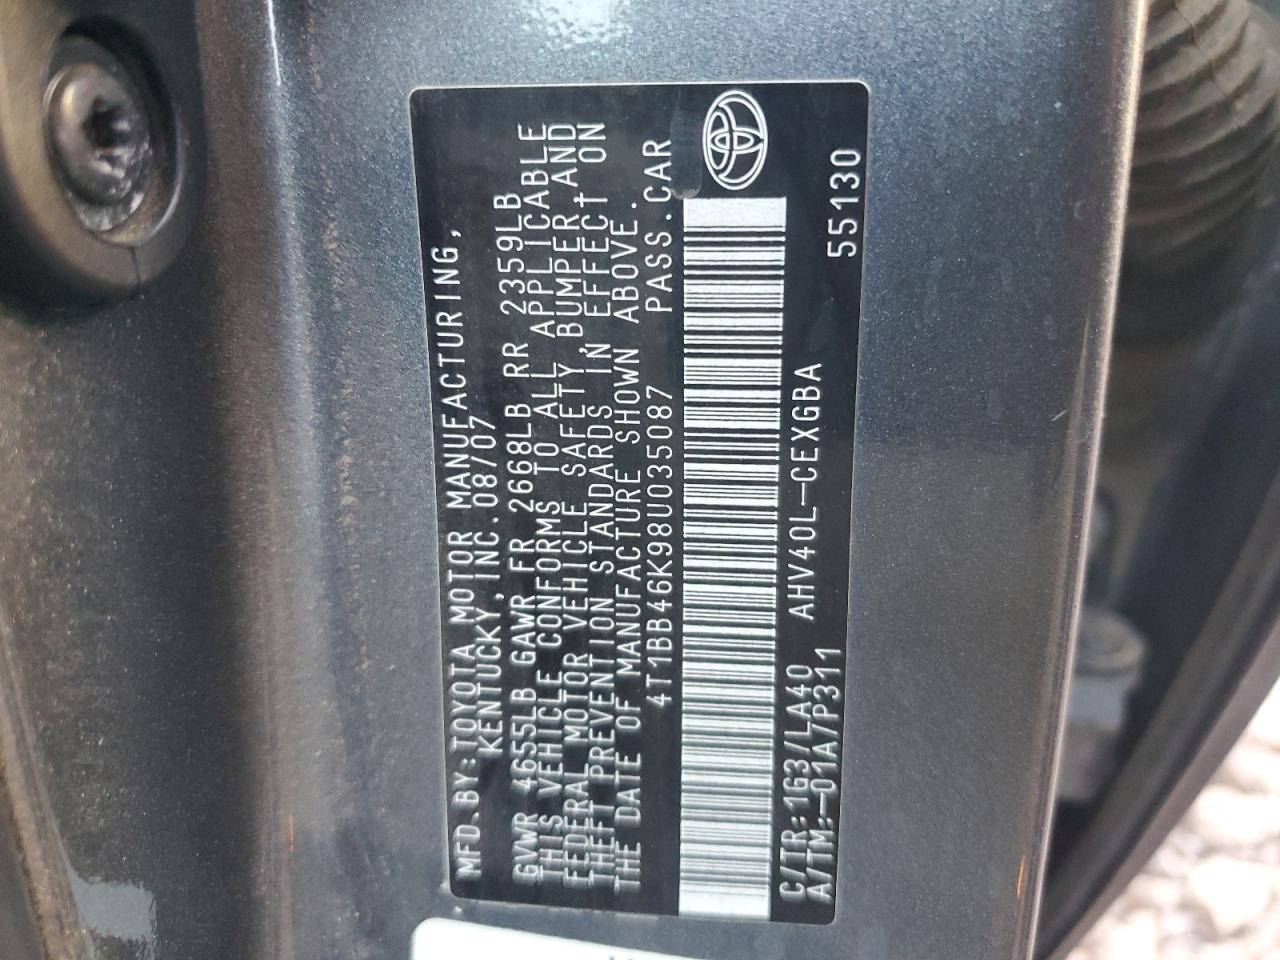 MFD.BY:TOYOTA MOTOR MANUFACTURING,
KENTUCKY,INC.08/07
GVWR 4655LB GAWR FR 2668LB RR 2359LB
THIS VEHICLE CONFORMS TO ALL APPLICABLE
FEDERAL MOTOR VEHICLE SAFETY,BUMPER,AND
THEFT PREVENTION STANDARDS IN EFFECT ON
THE DATE OF MANUFACTURE SHOWN ABOVE.
4T1BB46K98U035087 PASS.CAR
C/TR:1G3/LA40 AHV40L-CEXGBA
A/TM:-01A/P311 55130